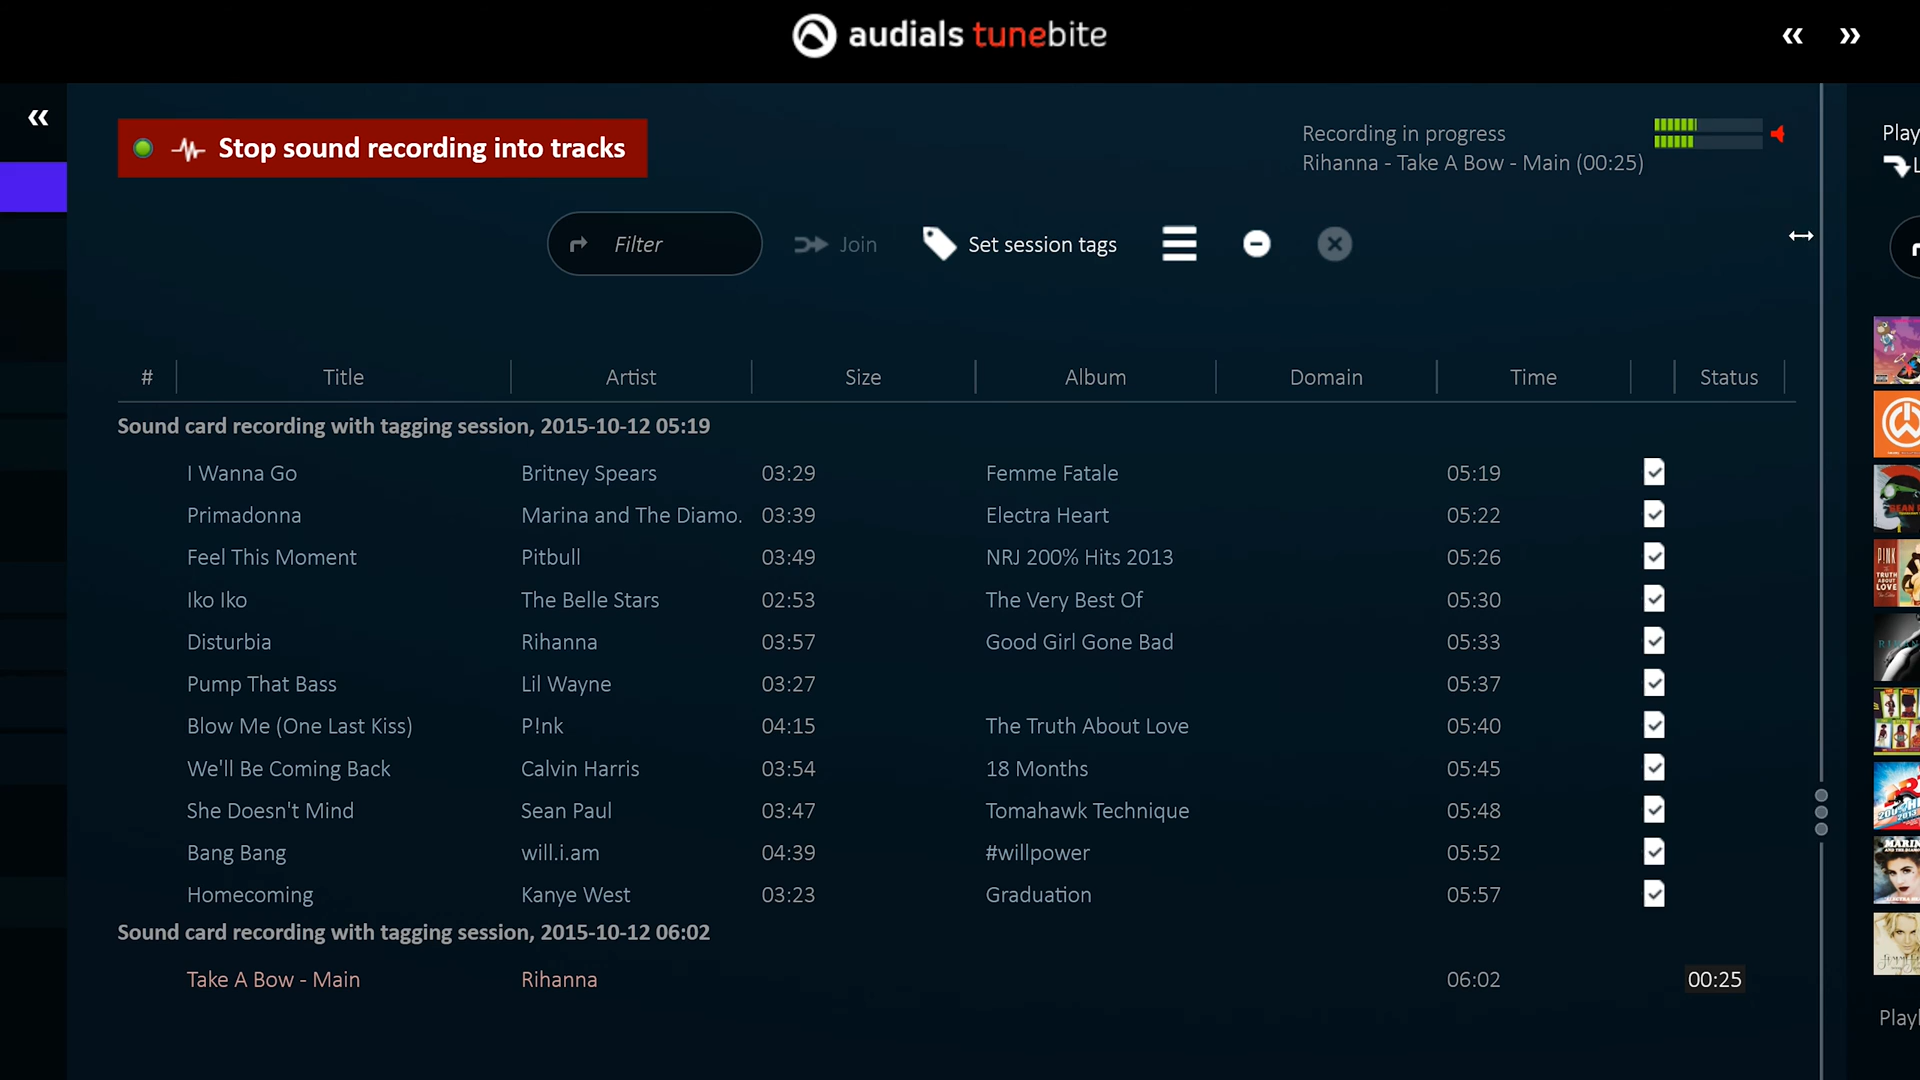 audials tunebite
« »
«
Stop sound recording into tracks
Recording in progress
Rihanna - Take A Bow - Main (00:25)
Filter
Join
Set session tags
# Title Artist Size Album Domain Time Status
Sound card recording with tagging session, 2015-10-12 05:19
I Wanna Go Britney Spears 03:29 Femme Fatale 05:19
Primadonna Marina and The Diamo. 03:39 Electra Heart 05:22
Feel This Moment Pitbull 03:49 NRJ 200% Hits 2013 05:26
Iko Iko The Belle Stars 02:53 The Very Best Of 05:30
Disturbia Rihanna 03:57 Good Girl Gone Bad 05:33
Pump That Bass Lil Wayne 03:27 05:37
Blow Me (One Last Kiss) P!nk 04:15 The Truth About Love 05:40
We'll Be Coming Back Calvin Harris 03:54 18 Months 05:45
She Doesn't Mind Sean Paul 03:47 Tomahawk Technique 05:48
Bang Bang will.i.am 04:39 #willpower 05:52
Homecoming Kanye West 03:23 Graduation 05:57
Sound card recording with tagging session, 2015-10-12 06:02
Take A Bow - Main Rihanna 06:02 00:25
Play
L
P!NK
TRUTH
ABOUT
LOVE
Playl